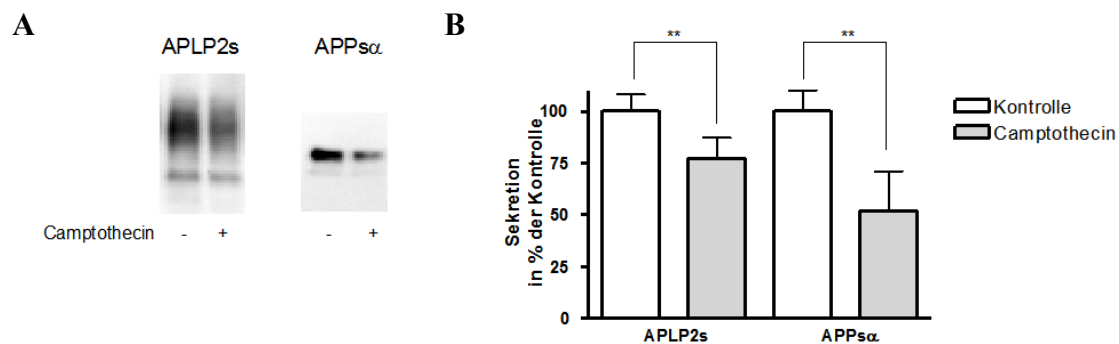 A
APLP2s APPsα
Camptothecin - + - +
B
** **
Sekretion
in % der Kontrolle
100
75
50
25
0
APLP2s APPsα
Kontrolle
Camptothecin